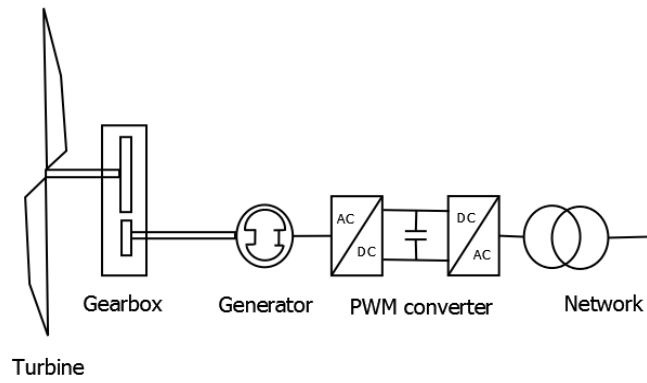 AC
DC
DC
AC
Gearbox
Generator
PWM converter
Network
Turbine